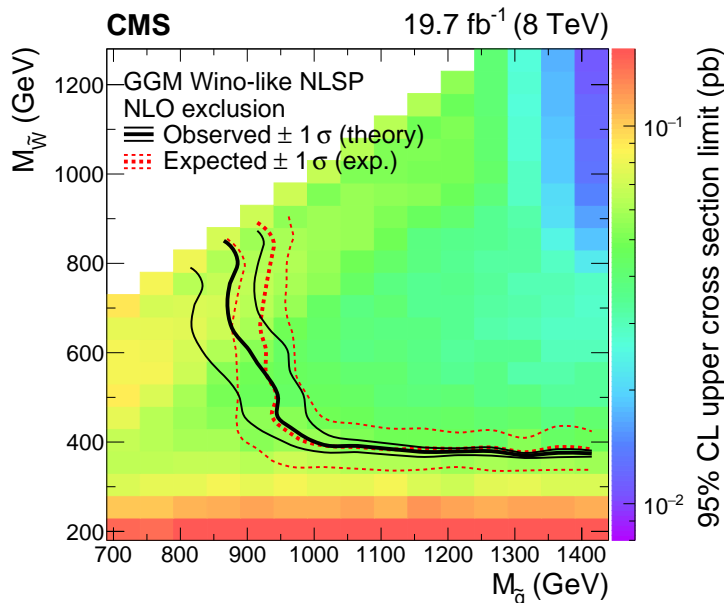 CMS 19.7 fb⁻¹ (8 TeV)
GGM Wino-like NLSP
NLO exclusion
Observed ± 1 σ (theory)
Expected ± 1 σ (exp.)
M_W̃ (GeV)
1200
1000
800
600
400
200
700 800 900 1000 1100 1200 1300 1400
M_g̃ (GeV)
10⁻¹
10⁻²
95% CL upper cross section limit (pb)